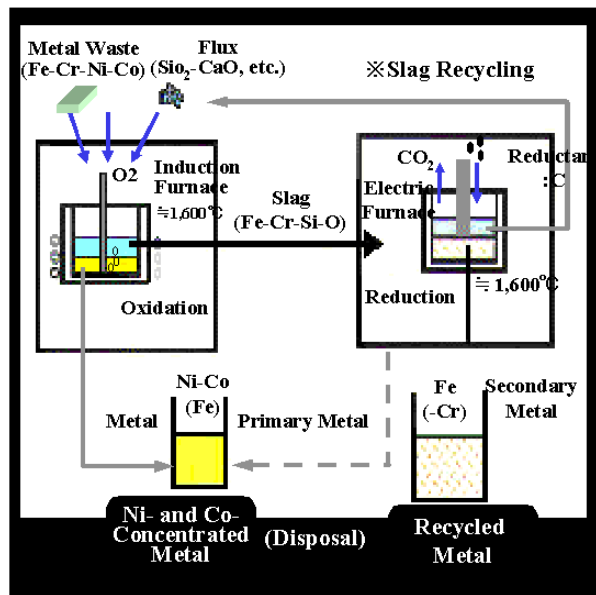 Metal Waste
(Fe-Cr-Ni-Co)
Flux
(Sio2-CaO, etc.)
※Slag Recycling
O2
Induction
Furnace
≒1,600℃
Oxidation
Slag
(Fe-Cr-Si-O)
CO2
Reductan
:C
Electric
Furnace
Reduction
≒ 1,600℃
Metal
Ni-Co
(Fe)
Primary Metal
Fe
(-Cr)
Secondary
Metal
Ni- and Co-
Concentrated
Metal
(Disposal)
Recycled
Metal